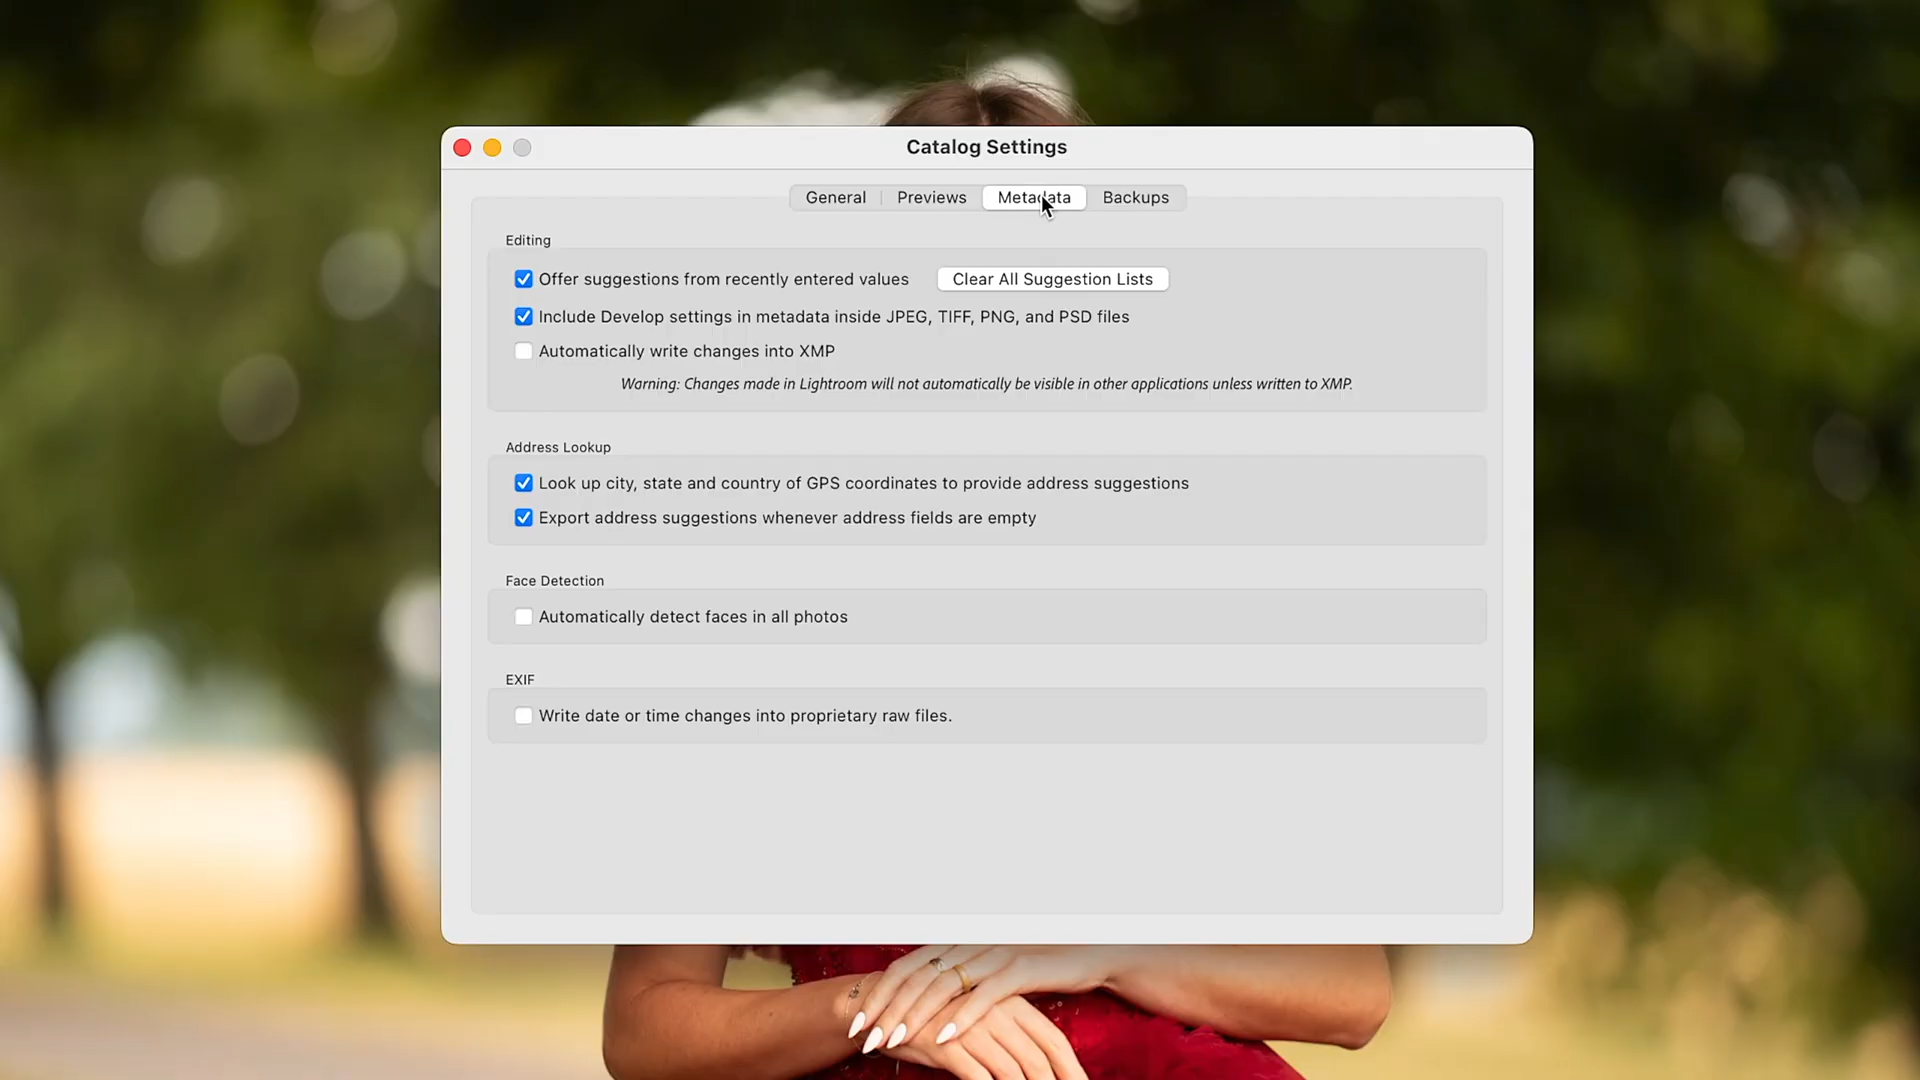 Catalog Settings
General Previews Metadata Backups
Editing
Offer suggestions from recently entered values Clear All Suggestion Lists
Include Develop settings in metadata inside JPEG, TIFF, PNG, and PSD files
Automatically write changes into XMP
Warning: Changes made in Lightroom will not automatically be visible in other applications unless written to XMP.
Address Lookup
Look up city, state and country of GPS coordinates to provide address suggestions
Export address suggestions whenever address fields are empty
Face Detection
Automatically detect faces in all photos
EXIF
Write date or time changes into proprietary raw files.